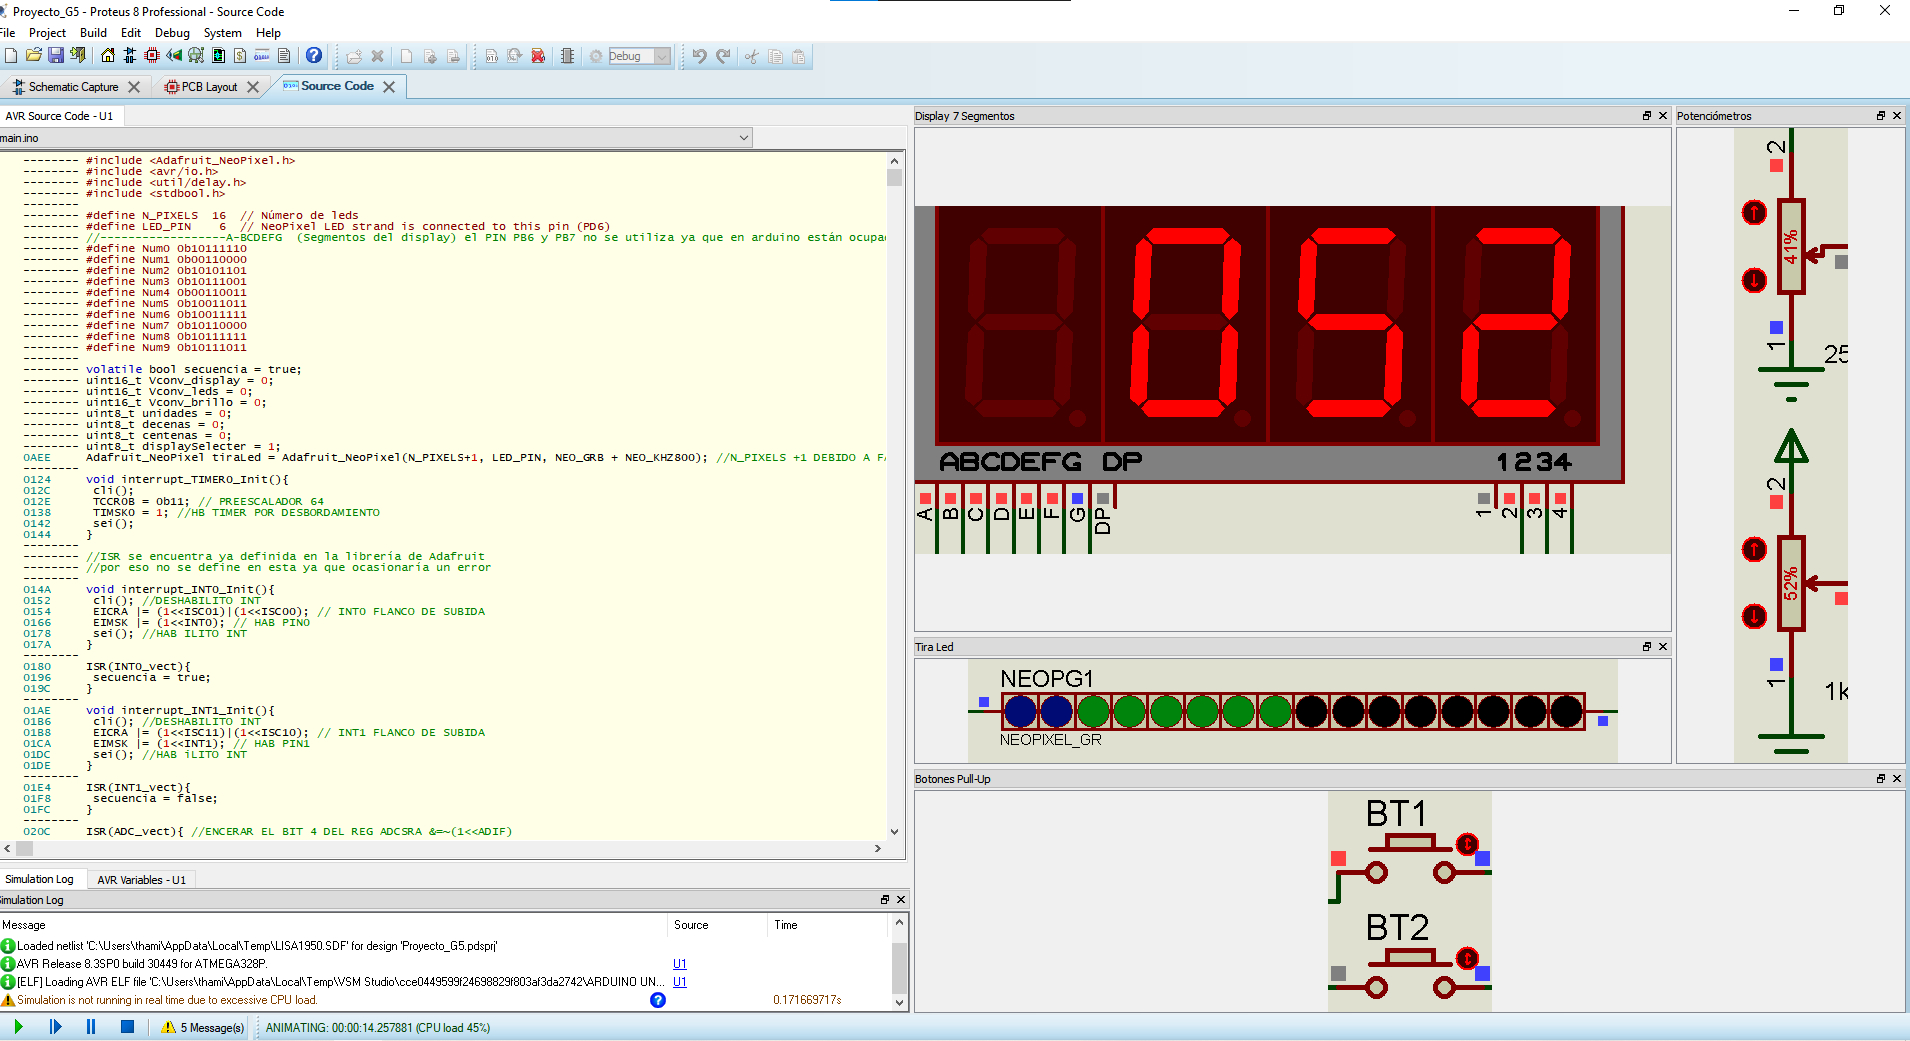 Proyecto_G5 - Proteus 8 Professional - Source Code
File Project Build Edit Debug System Help
Debug
Schematic Capture
PCB Layout
Source Code
AVR Source Code - U1
main.ino
-------- #include <Adafruit_NeoPixel.h>
-------- #include <avr/io.h>
-------- #include <util/delay.h>
-------- #include <stdbool.h>
--------
-------- #define N_PIXELS  16  // Número de leds
-------- #define LED_PIN    6  // NeoPixel LED strand is connected to this pin (PD6)
-------- //------------------A-BCDEFG  (Segmentos del display) el PIN PB6 y PB7 no se utiliza ya que en arduino están ocupad
-------- #define Num0 0b10111110
-------- #define Num1 0b00110000
-------- #define Num2 0b10101101
-------- #define Num3 0b10111001
-------- #define Num4 0b00110011
-------- #define Num5 0b10011011
-------- #define Num6 0b10011111
-------- #define Num7 0b10110000
-------- #define Num8 0b10111111
-------- #define Num9 0b10111011
--------
-------- volatile bool secuencia = true;
-------- uint16_t Vconv_display = 0;
-------- uint16_t Vconv_leds = 0;
-------- uint16_t Vconv_brillo = 0;
-------- uint8_t unidades = 0;
-------- uint8_t decenas = 0;
-------- uint8_t centenas = 0;
-------- uint8_t displaySelecter = 1;
0AEE Adafruit_NeoPixel tiraLed = Adafruit_NeoPixel(N_PIXELS+1, LED_PIN, NEO_GRB + NEO_KHZ800); //N_PIXELS +1 DEBIDO A FA
--------
0124 void interrupt_TIMER0_Init(){
012C cli();
012E TCCR0B = 0b11; // PREESCALADOR 64
0138 TIMSK0 = 1; //HB TIMER POR DESBORDAMIENTO
0142 sei();
0144 }
--------
-------- //ISR se encuentra ya definida en la librería de Adafruit
-------- //por eso no se define en esta ya que ocasionaría un error
--------
014A void interrupt_INT0_Init(){
0152 cli(); //DESHABILITO INT
0154 EICRA |= (1<<ISC01)|(1<<ISC00); // INT0 FLANCO DE SUBIDA
0166 EIMSK |= (1<<INT0); // HAB PIN0
0178 sei(); //HAB ILITO INT
017A }
--------
0180 ISR(INT0_vect){
0196 secuencia = true;
019C }
--------
01AE void interrupt_INT1_Init(){
01B6 cli(); //DESHABILITO INT
01B8 EICRA |= (1<<ISC11)|(1<<ISC10); // INT1 FLANCO DE SUBIDA
01CA EIMSK |= (1<<INT1); // HAB PIN1
01DC sei(); //HAB iLITO INT
01DE }
--------
01E4 ISR(INT1_vect){
01F8 secuencia = false;
01FC }
--------
020C ISR(ADC_vect){ //ENCERAR EL BIT 4 DEL REG ADCSRA &=~(1<<ADIF)
Simulation Log
AVR Variables - U1
Simulation Log
Message Source Time
Loaded netlist 'C:\Users\thami\AppData\Local\Temp\LISA1950.SDF' for design 'Proyecto_G5.pdsprj'
AVR Release 8.3SP0 build 30449 for ATMEGA328P. U1
[ELF] Loading AVR ELF file 'C:\Users\thami\AppData\Local\Temp\VSM Studio\cce0449599f24698829f803af3da2742\ARDUINO UN... U1
Simulation is not running in real time due to excessive CPU load. 0.171669717s
5 Message(s)
ANIMATING: 00:00:14.257881 (CPU load 45%)
Display 7 Segmentos
052
ABCDEFG DP
1234
A B C D E F G DP
1 2 3 4
Tira Led
NEOPG1
NEOPIXEL_GR
Potenciómetros
2
41%
1
25
2
52%
1
1k
Botones Pull-Up
BT1
BT2